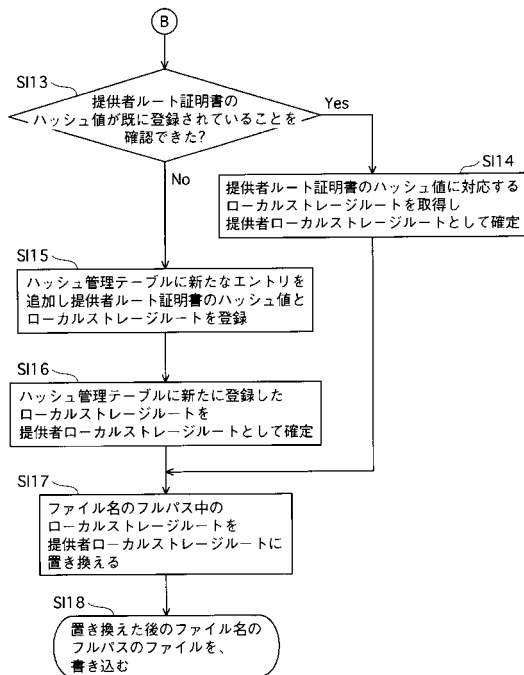 B
SI13
提供者ルート証明書の
ハッシュ値が既に登録されていることを
確認できた?
Yes
No
SI14
提供者ルート証明書のハッシュ値に対応する
ローカルストレージルートを取得し
提供者ローカルストレージルートとして確定
SI15
ハッシュ管理テーブルに新たなエントリを
追加し提供者ルート証明書のハッシュ値と
ローカルストレージルートを登録
SI16
ハッシュ管理テーブルに新たに登録した
ローカルストレージルートを
提供者ローカルストレージルートとして確定
SI17
ファイル名のフルパス中の
ローカルストレージルートを
提供者ローカルストレージルートに
置き換える
SI18
置き換えた後のファイル名の
フルパスのファイルを、
書き込む